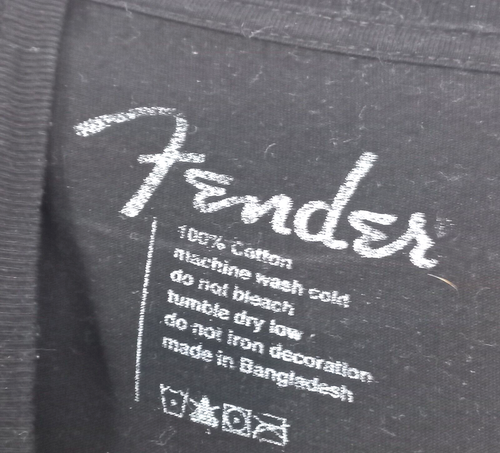 Fender
100% Cotton
machine wash cold
do not bleach
tumble dry low
do not iron decoration
made in Bangladesh